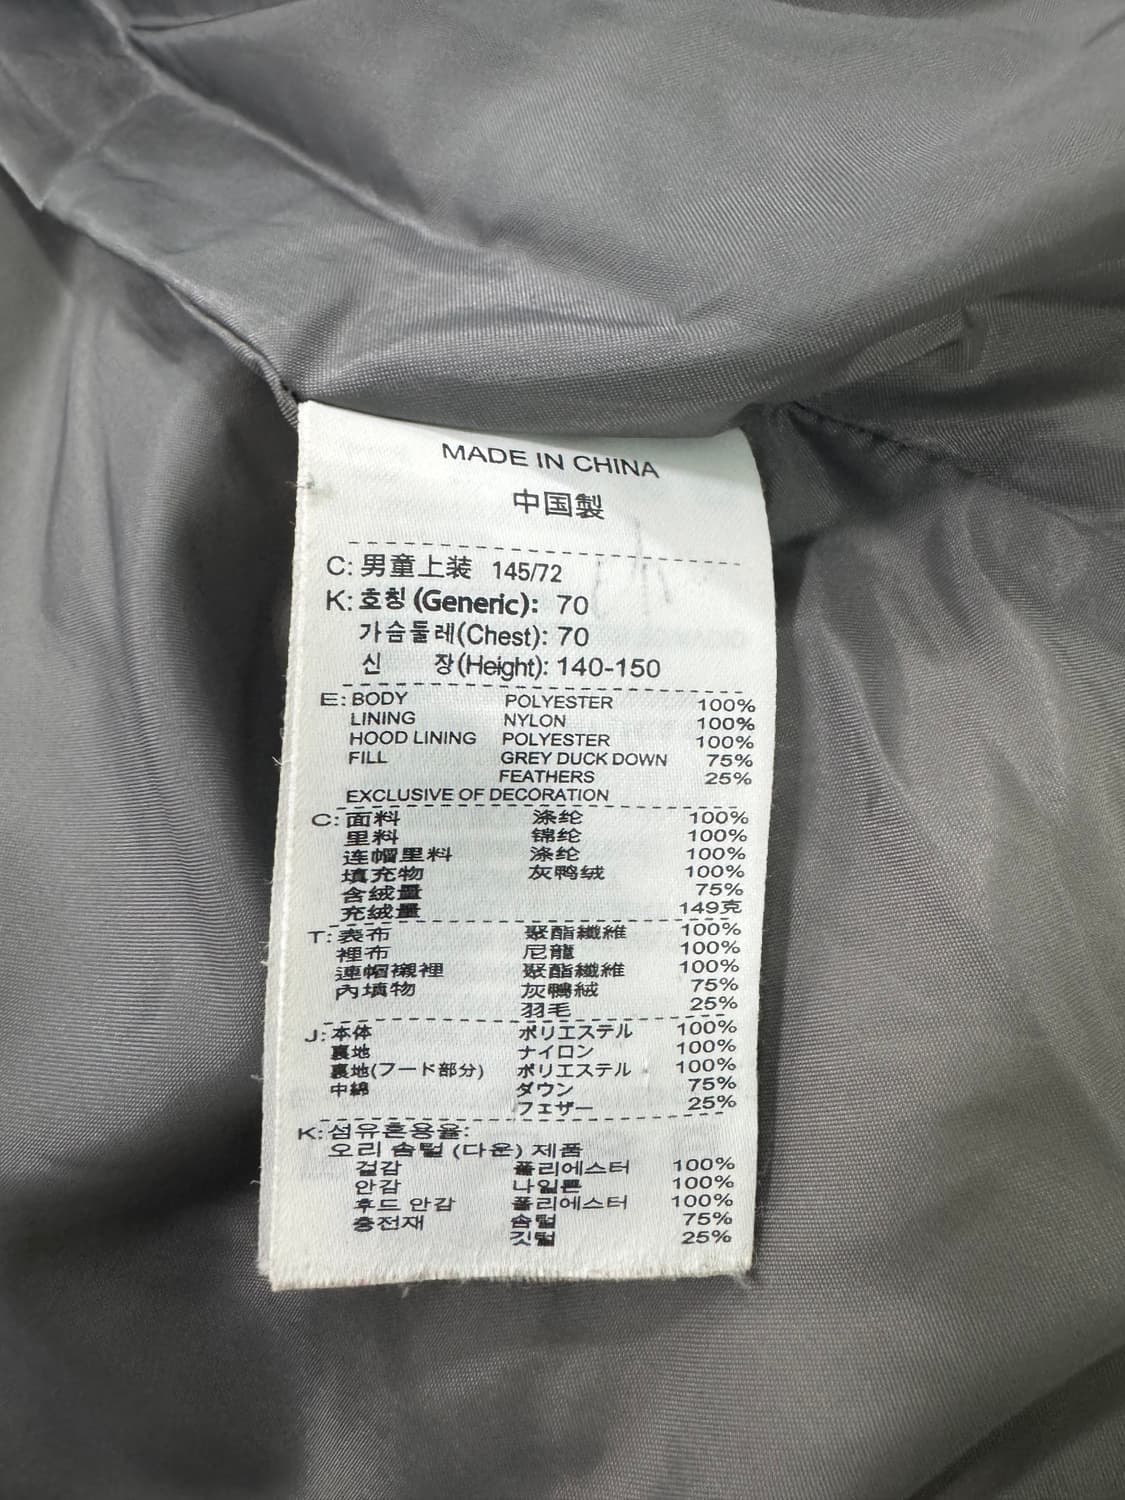 MADE IN CHINA
中国製
C: 男童上装 145/72
K: 호칭 (Generic): 70
가슴둘레(Chest): 70
신 장(Height): 140-150
E: BODY POLYESTER 100%
LINING NYLON 100%
HOOD LINING POLYESTER 100%
FILL GREY DUCK DOWN 75%
FEATHERS 25%
EXCLUSIVE OF DECORATION
C: 面料 涤纶 100%
里料 锦纶 100%
连帽里料 涤纶 100%
填充物 灰鸭绒 100%
含绒量 75%
充绒量 149克
T: 表布 聚酯纖維 100%
裡布 尼龍 100%
連帽襯裡 聚酯纖維 100%
內填物 灰鴨絨 75%
羽毛 25%
J: 本体 ポリエステル 100%
裏地 ナイロン 100%
裏地(フード部分) ポリエステル 100%
中綿 ダウン 75%
フェザー 25%
K: 섬유혼용율:
오리 솜털 (다운) 제품
겉감 폴리에스터 100%
안감 나일론 100%
후드 안감 폴리에스터 100%
충전재 솜털 75%
깃털 25%